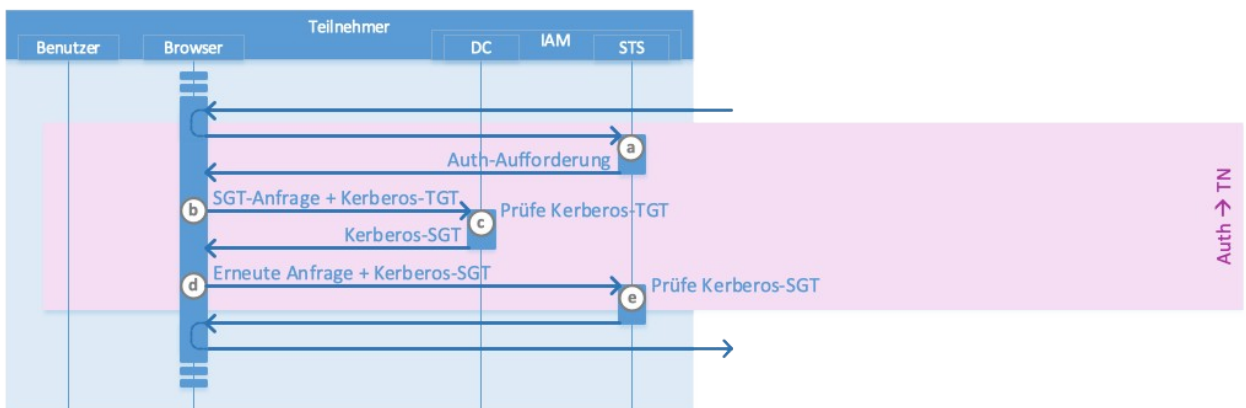 Teilnehmer
IAM
Benutzer
Browser
DC
STS
a
Auth-Aufforderung
b
SGT-Anfrage + Kerberos-TGT
c
Prüfe Kerberos-TGT
Kerberos-SGT
d
Erneute Anfrage + Kerberos-SGT
e
Prüfe Kerberos-SGT
Auth → TN